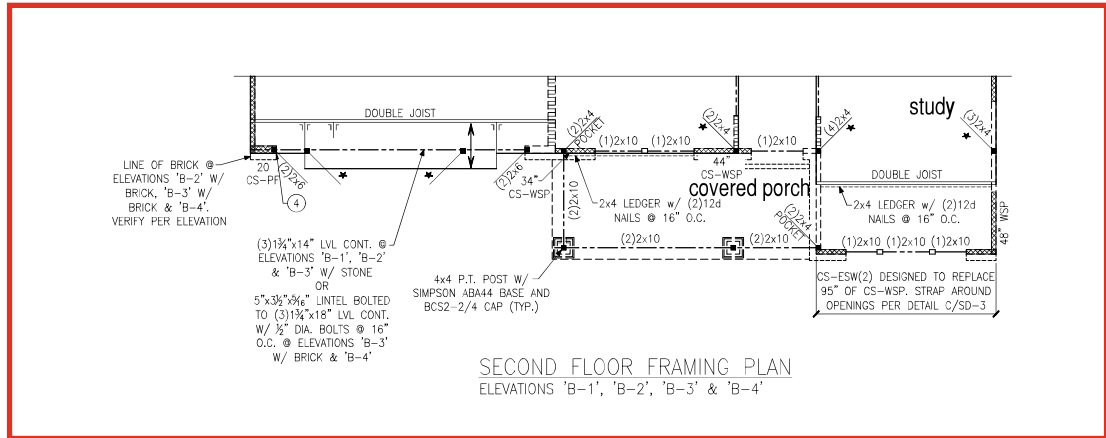 study
DOUBLE JOIST
(2)2x4
POCKET
(1)2x10 (1)2x10
(2)2x4
(1)2x10
(4)2x4
(3)2x4
LINE OF BRICK @
ELEVATIONS 'B-2' W/
BRICK, 'B-3' W/
BRICK & 'B-4'.
VERIFY PER ELEVATION
20
CS-PF
(2)2x6
4
(2)2x6
34"
CS-WSP
44"
CS-WSP
covered porch
(2)2x10
2x4 LEDGER w/ (2)12d
NAILS @ 16" O.C.
DOUBLE JOIST
2x4 LEDGER w/ (2)12d
NAILS @ 16" O.C.
48" WSP
(2)2x4
POCKET
(2)2x10
(2)2x10
(1)2x10 (1)2x10 (1)2x10
(3)1¾"x14" LVL CONT. @
ELEVATIONS 'B-1', 'B-2'
& 'B-3' W/ STONE
OR
5"x3½"x5⁄16" LINTEL BOLTED
TO (3)1¾"x18" LVL CONT.
W/ ½" DIA. BOLTS @ 16"
O.C. @ ELEVATIONS 'B-3'
W/ BRICK & 'B-4'
4x4 P.T. POST W/
SIMPSON ABA44 BASE AND
BCS2-2/4 CAP (TYP.)
CS-ESW(2) DESIGNED TO REPLACE
95" OF CS-WSP. STRAP AROUND
OPENINGS PER DETAIL C/SD-3
SECOND FLOOR FRAMING PLAN
ELEVATIONS 'B-1', 'B-2', 'B-3' & 'B-4'